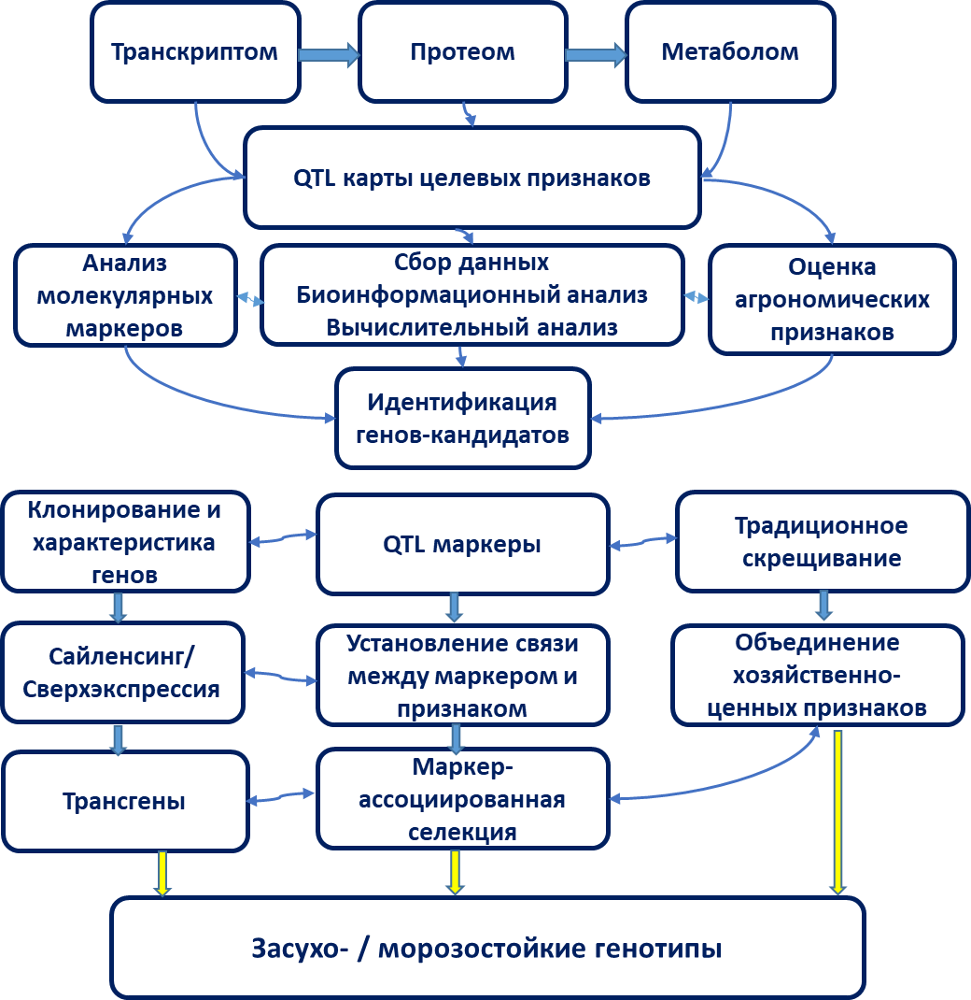 Транскриптом
Протеом
Метаболом
QTL карты целевых признаков
Анализ
молекулярных
маркеров
Сбор данных
Биоинформационный анализ
Вычислительный анализ
Оценка
агрономических
признаков
Идентификация
генов-кандидатов
Клонирование и
характеристика
генов
QTL маркеры
Традиционное
скрещивание
Сайленсинг/
Сверхэкспрессия
Установление связи
между маркером и
признаком
Объединение
хозяйственно-
ценных признаков
Трансгены
Маркер-
ассоциированная
селекция
Засухо- / морозостойкие генотипы